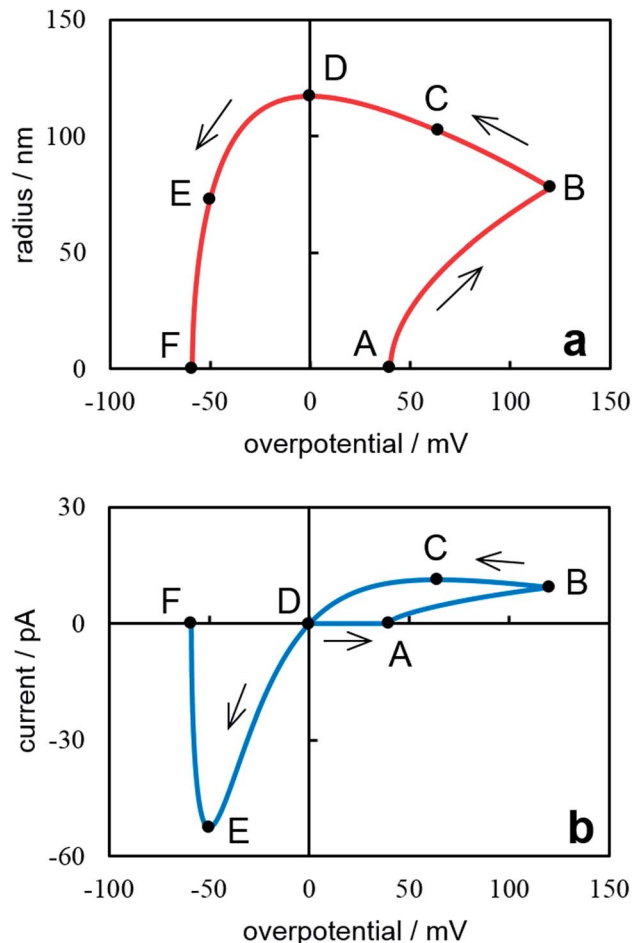 150
100
50
0
radius / nm
D
C
E
B
F
A
a
-100 -50 0 50 100 150
overpotential / mV
30
0
-30
-60
current / pA
C
F D B
A
E
b
-100 -50 0 50 100 150
overpotential / mV